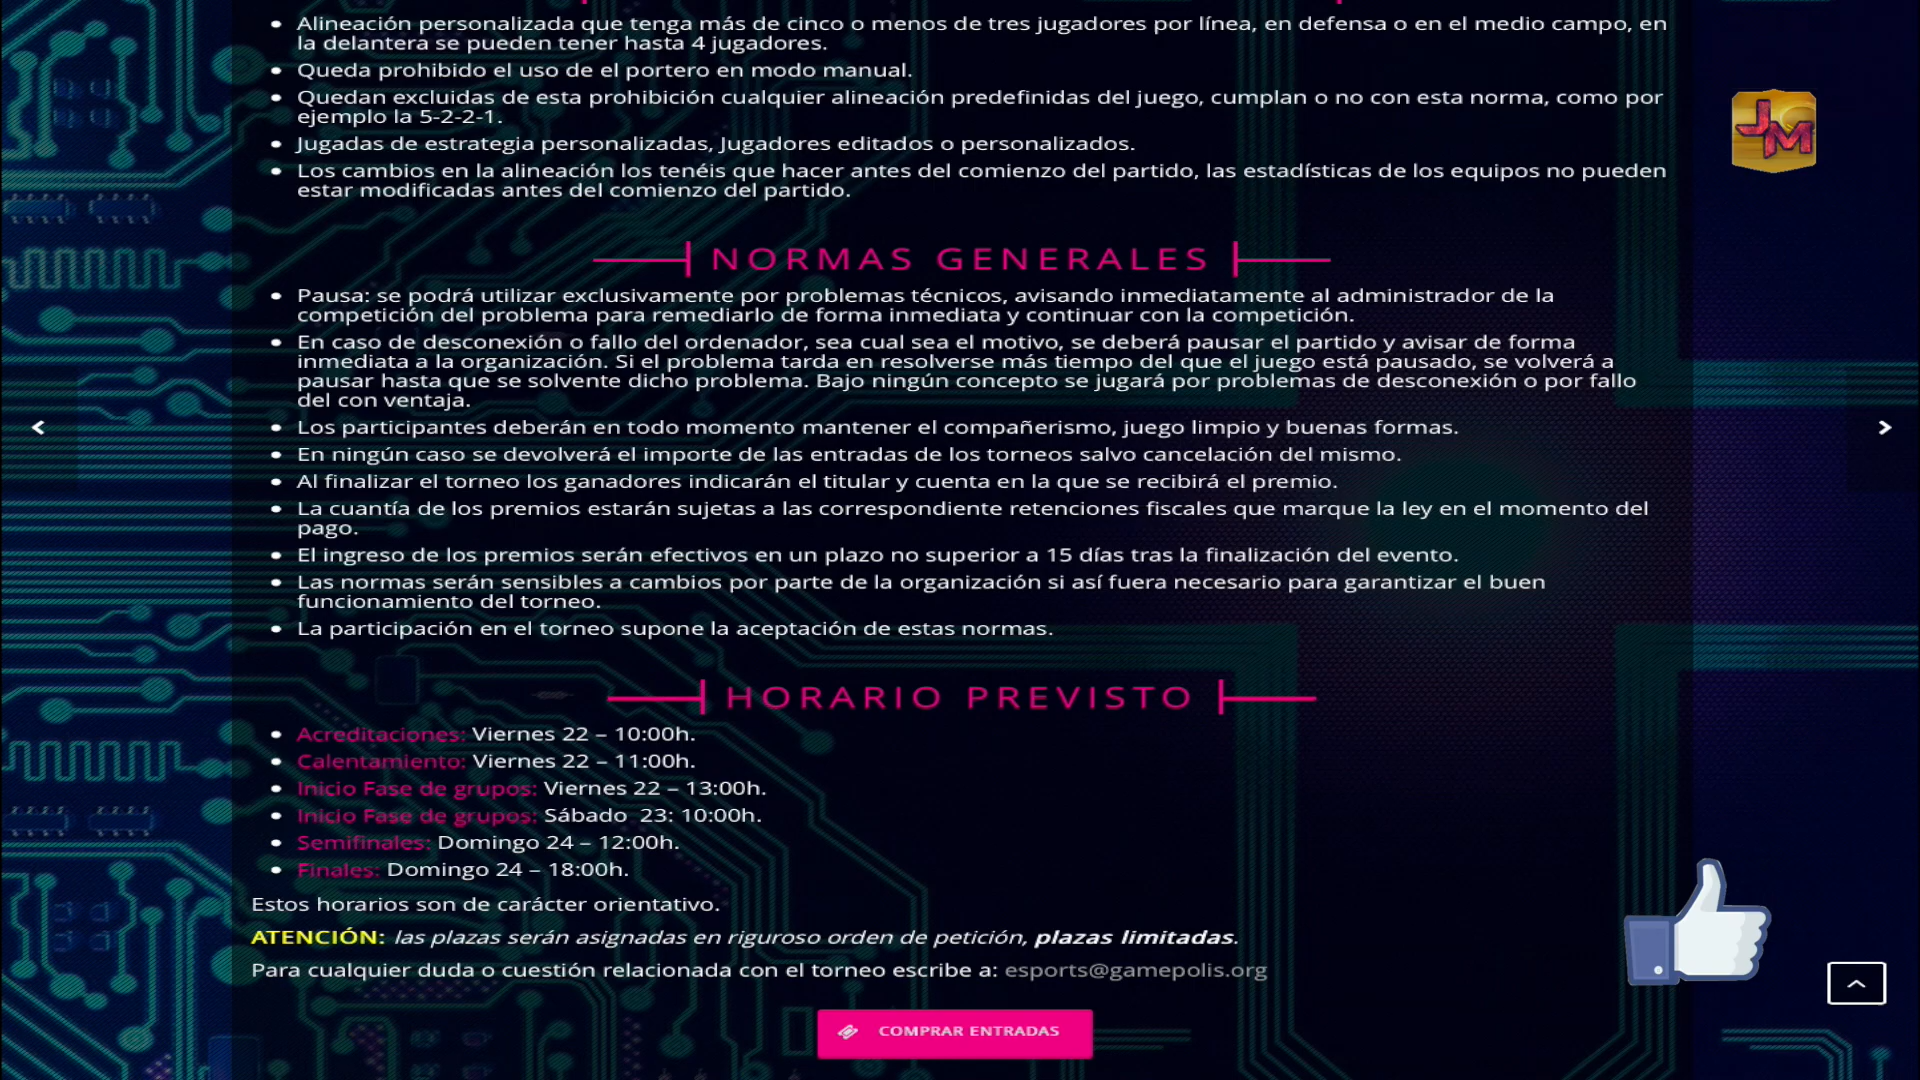 Alineación personalizada que tenga más de cinco o menos de tres jugadores por línea, en defensa o en el medio campo, en
la delantera se pueden tener hasta 4 jugadores.
Queda prohibido el uso de el portero en modo manual.
Quedan excluidas de esta prohibición cualquier alineación predefinidas del juego, cumplan o no con esta norma, como por
ejemplo la 5-2-2-1.
Jugadas de estrategia personalizadas, Jugadores editados o personalizados.
Los cambios en la alineación los tenéis que hacer antes del comienzo del partido, las estadísticas de los equipos no pueden
estar modificadas antes del comienzo del partido.
JM
NORMAS GENERALES
Pausa: se podrá utilizar exclusivamente por problemas técnicos, avisando inmediatamente al administrador de la
competición del problema para remediarlo de forma inmediata y continuar con la competición.
En caso de desconexión o fallo del ordenador, sea cual sea el motivo, se deberá pausar el partido y avisar de forma
inmediata a la organización. Si el problema tarda en resolverse más tiempo del que el juego está pausado, se volverá a
pausar hasta que se solvente dicho problema. Bajo ningún concepto se jugará por problemas de desconexión o por fallo
del con ventaja.
Los participantes deberán en todo momento mantener el compañerismo, juego limpio y buenas formas.
En ningún caso se devolverá el importe de las entradas de los torneos salvo cancelación del mismo.
Al finalizar el torneo los ganadores indicarán el titular y cuenta en la que se recibirá el premio.
La cuantía de los premios estarán sujetas a las correspondiente retenciones fiscales que marque la ley en el momento del
pago.
El ingreso de los premios serán efectivos en un plazo no superior a 15 días tras la finalización del evento.
Las normas serán sensibles a cambios por parte de la organización si así fuera necesario para garantizar el buen
funcionamiento del torneo.
La participación en el torneo supone la aceptación de estas normas.
HORARIO PREVISTO
Acreditaciones: Viernes 22 – 10:00h.
Calentamiento: Viernes 22 – 11:00h.
Inicio Fase de grupos: Viernes 22 – 13:00h.
Inicio Fase de grupos: Sábado 23: 10:00h.
Semifinales: Domingo 24 – 12:00h.
Finales: Domingo 24 – 18:00h.
Estos horarios son de carácter orientativo.
ATENCIÓN: las plazas serán asignadas en riguroso orden de petición, plazas limitadas.
Para cualquier duda o cuestión relacionada con el torneo escribe a: esports@gamepolis.org
COMPRAR ENTRADAS